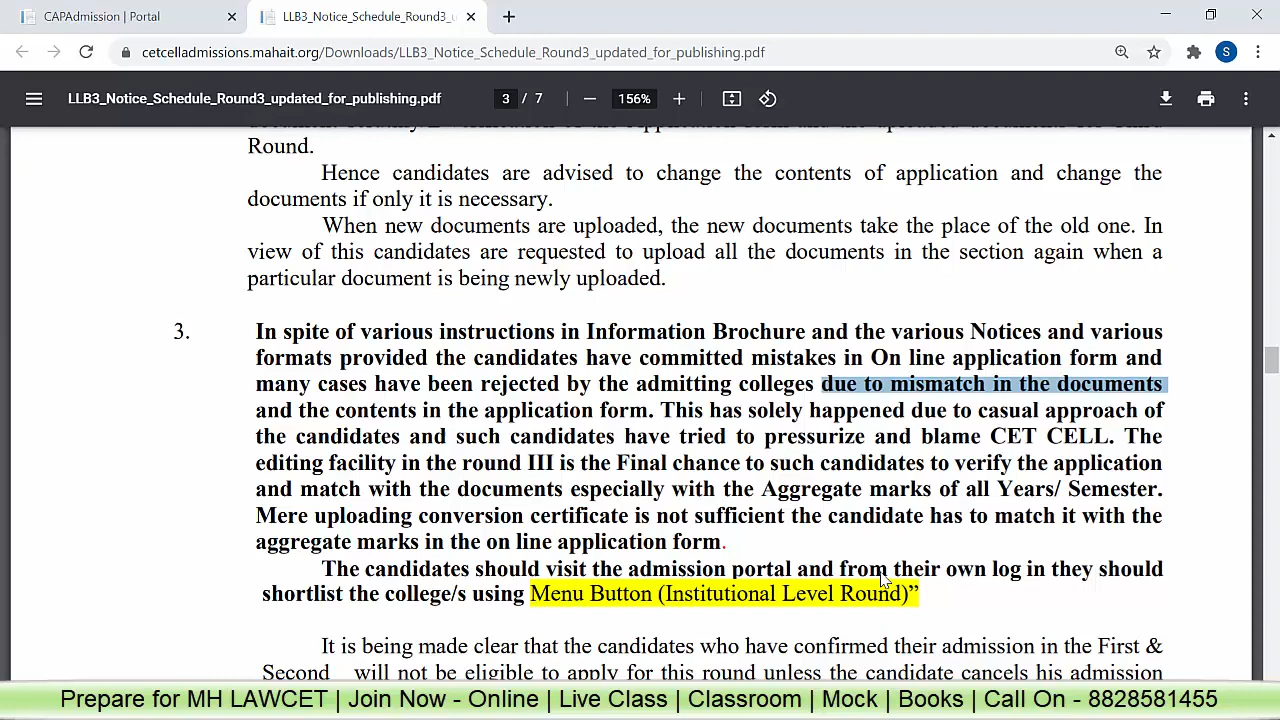 CAPAdmission | Portal
LLB3_Notice_Schedule_Round3_u
cetcelladmissions.mahait.org/Downloads/LLB3_Notice_Schedule_Round3_updated_for_publishing.pdf
S
LLB3_Notice_Schedule_Round3_updated_for_publishing.pdf
3 / 7
156%
Round.
Hence candidates are advised to change the contents of application and change the
documents if only it is necessary.
When new documents are uploaded, the new documents take the place of the old one. In
view of this candidates are requested to upload all the documents in the section again when a
particular document is being newly uploaded.
3. In spite of various instructions in Information Brochure and the various Notices and various
formats provided the candidates have committed mistakes in On line application form and
many cases have been rejected by the admitting colleges due to mismatch in the documents
and the contents in the application form. This has solely happened due to casual approach of
the candidates and such candidates have tried to pressurize and blame CET CELL. The
editing facility in the round III is the Final chance to such candidates to verify the application
and match with the documents especially with the Aggregate marks of all Years/ Semester.
Mere uploading conversion certificate is not sufficient the candidate has to match it with the
aggregate marks in the on line application form.
The candidates should visit the admission portal and from their own log in they should
shortlist the college/s using Menu Button (Institutional Level Round)”
It is being made clear that the candidates who have confirmed their admission in the First &
Second will not be eligible to apply for this round unless the candidate cancels his admission
Prepare for MH LAWCET | Join Now - Online | Live Class | Classroom | Mock | Books | Call On - 8828581455